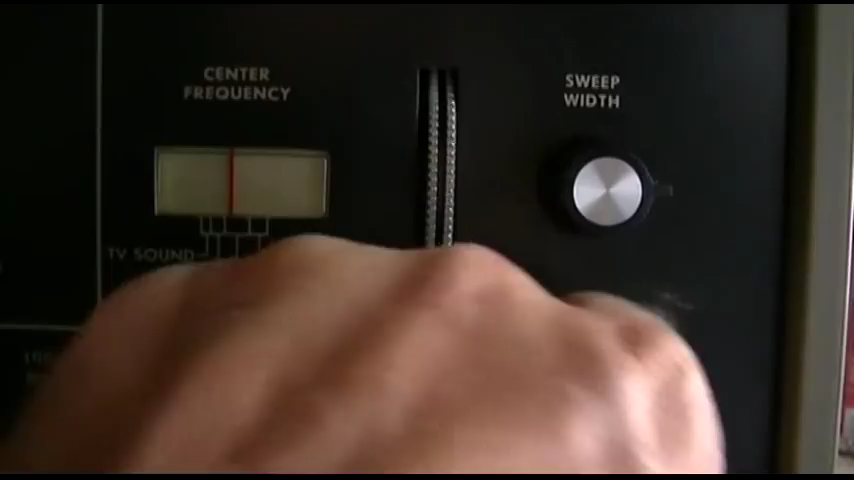 CENTER
FREQUENCY
SWEEP
WIDTH
TV SOUND